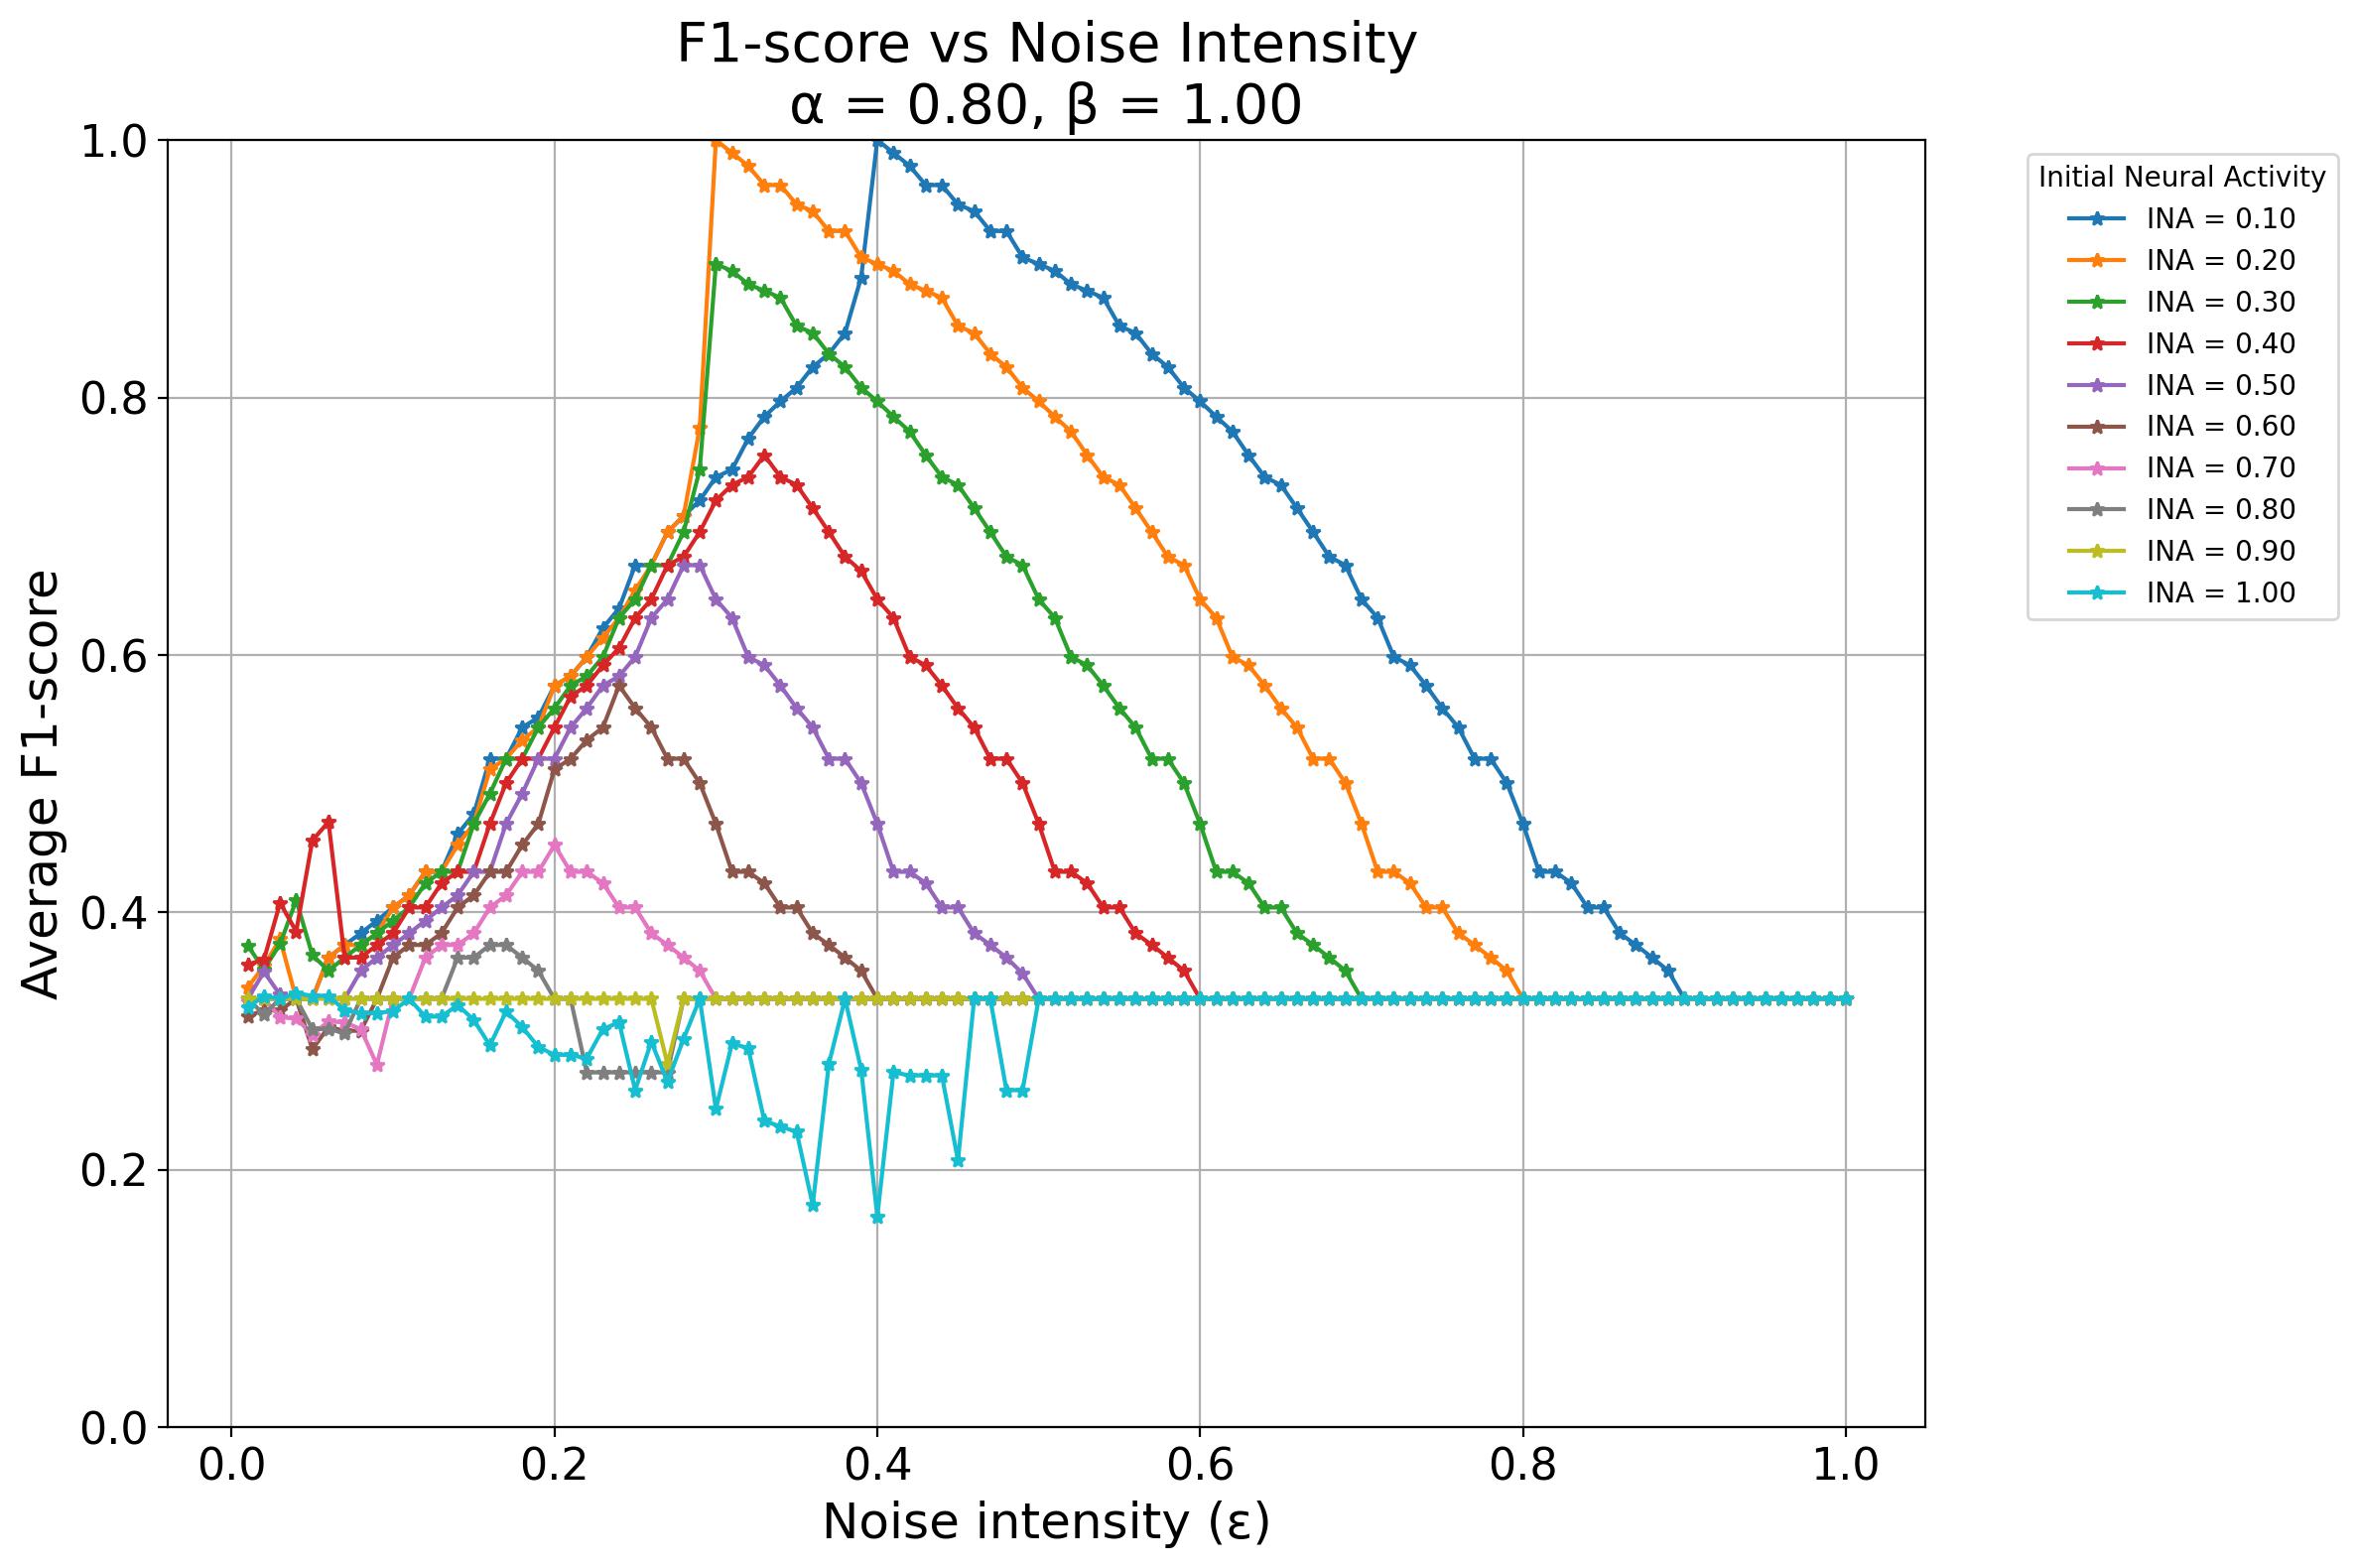 F1-score vs Noise Intensity
α = 0.80, β = 1.00
1.0
0.8
0.6
0.4
0.2
0.0
Average F1-score
0.0
0.2
0.4
0.6
0.8
1.0
Noise intensity (ε)
Initial Neural Activity
INA = 0.10
INA = 0.20
INA = 0.30
INA = 0.40
INA = 0.50
INA = 0.60
INA = 0.70
INA = 0.80
INA = 0.90
INA = 1.00